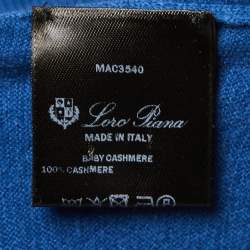 MAC3540
Loro Piana
MADE IN ITALY
BABY CASHMERE
100% CASHMERE